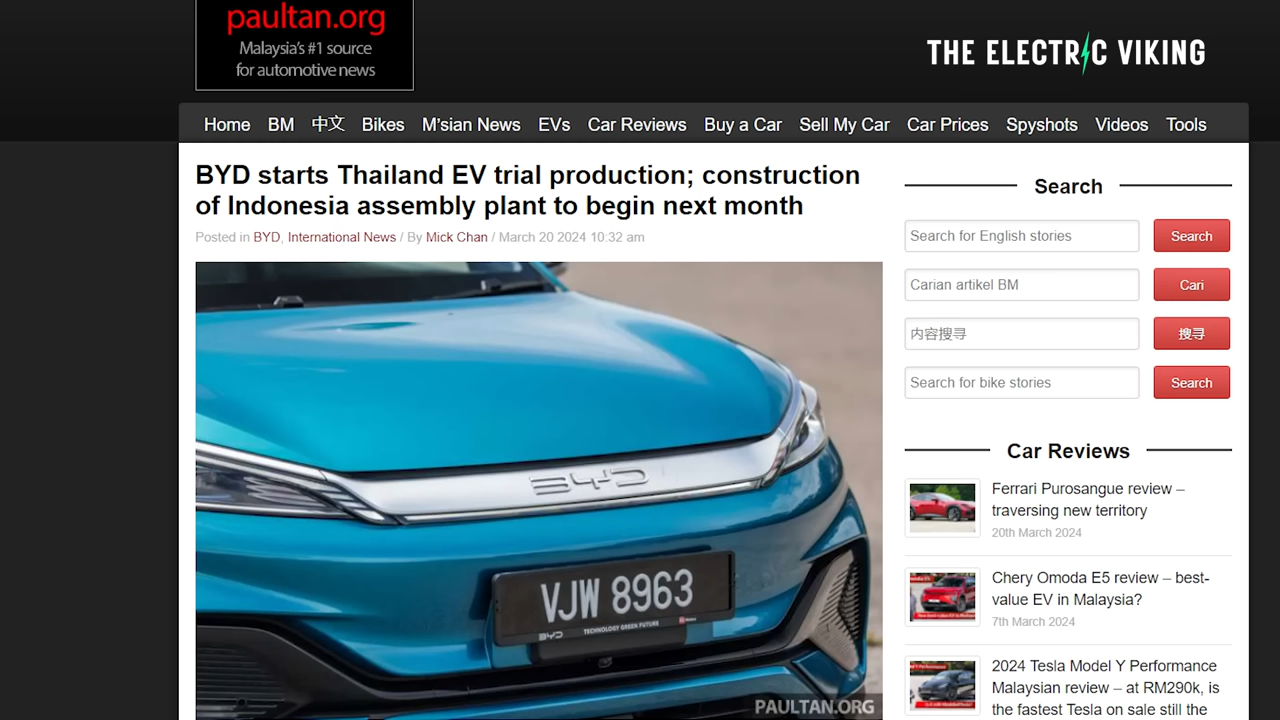 paultan.org
Malaysia's #1 source
for automotive news
THE ELECTRIC VIKING
Home BM 中文 Bikes M'sian News EVs Car Reviews Buy a Car Sell My Car Car Prices Spyshots Videos Tools
BYD starts Thailand EV trial production; construction
of Indonesia assembly plant to begin next month
Posted in BYD, International News / By Mick Chan / March 20 2024 10:32 am
BYD
VJW 8963
BYD TECHNOLOGY GREEN FUTURE
PAULTAN.ORG
Search
Search for English stories Search
Carian artikel BM Cari
内容搜寻 搜寻
Search for bike stories Search
Car Reviews
Ferrari Purosangue review –
traversing new territory
20th March 2024
Chery Omoda E5 review – best-
value EV in Malaysia?
7th March 2024
2024 Tesla Model Y Performance
Malaysian review – at RM290k, is
the fastest Tesla on sale still the